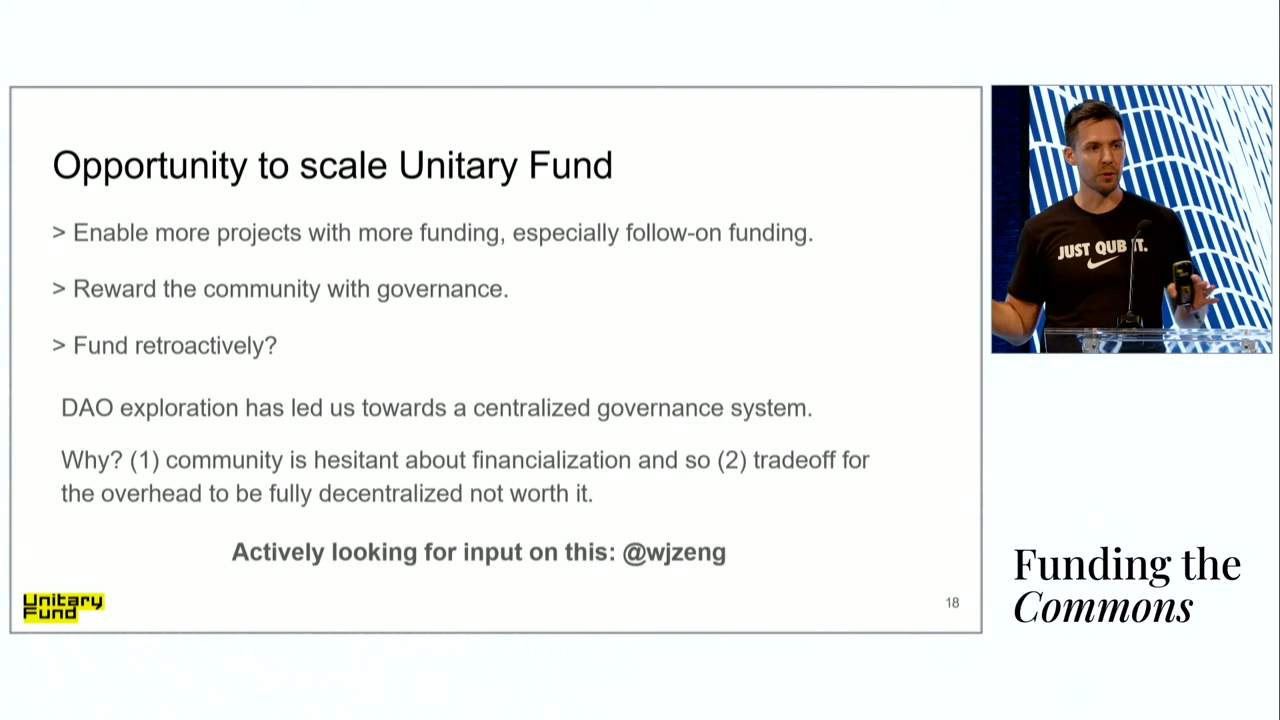 Opportunity to scale Unitary Fund
> Enable more projects with more funding, especially follow-on funding.
> Reward the community with governance.
> Fund retroactively?
DAO exploration has led us towards a centralized governance system.
Why? (1) community is hesitant about financialization and so (2) tradeoff for
the overhead to be fully decentralized not worth it.
Actively looking for input on this: @wjzeng
Unitary
Fund
18
JUST QUB IT.
Funding the
Commons